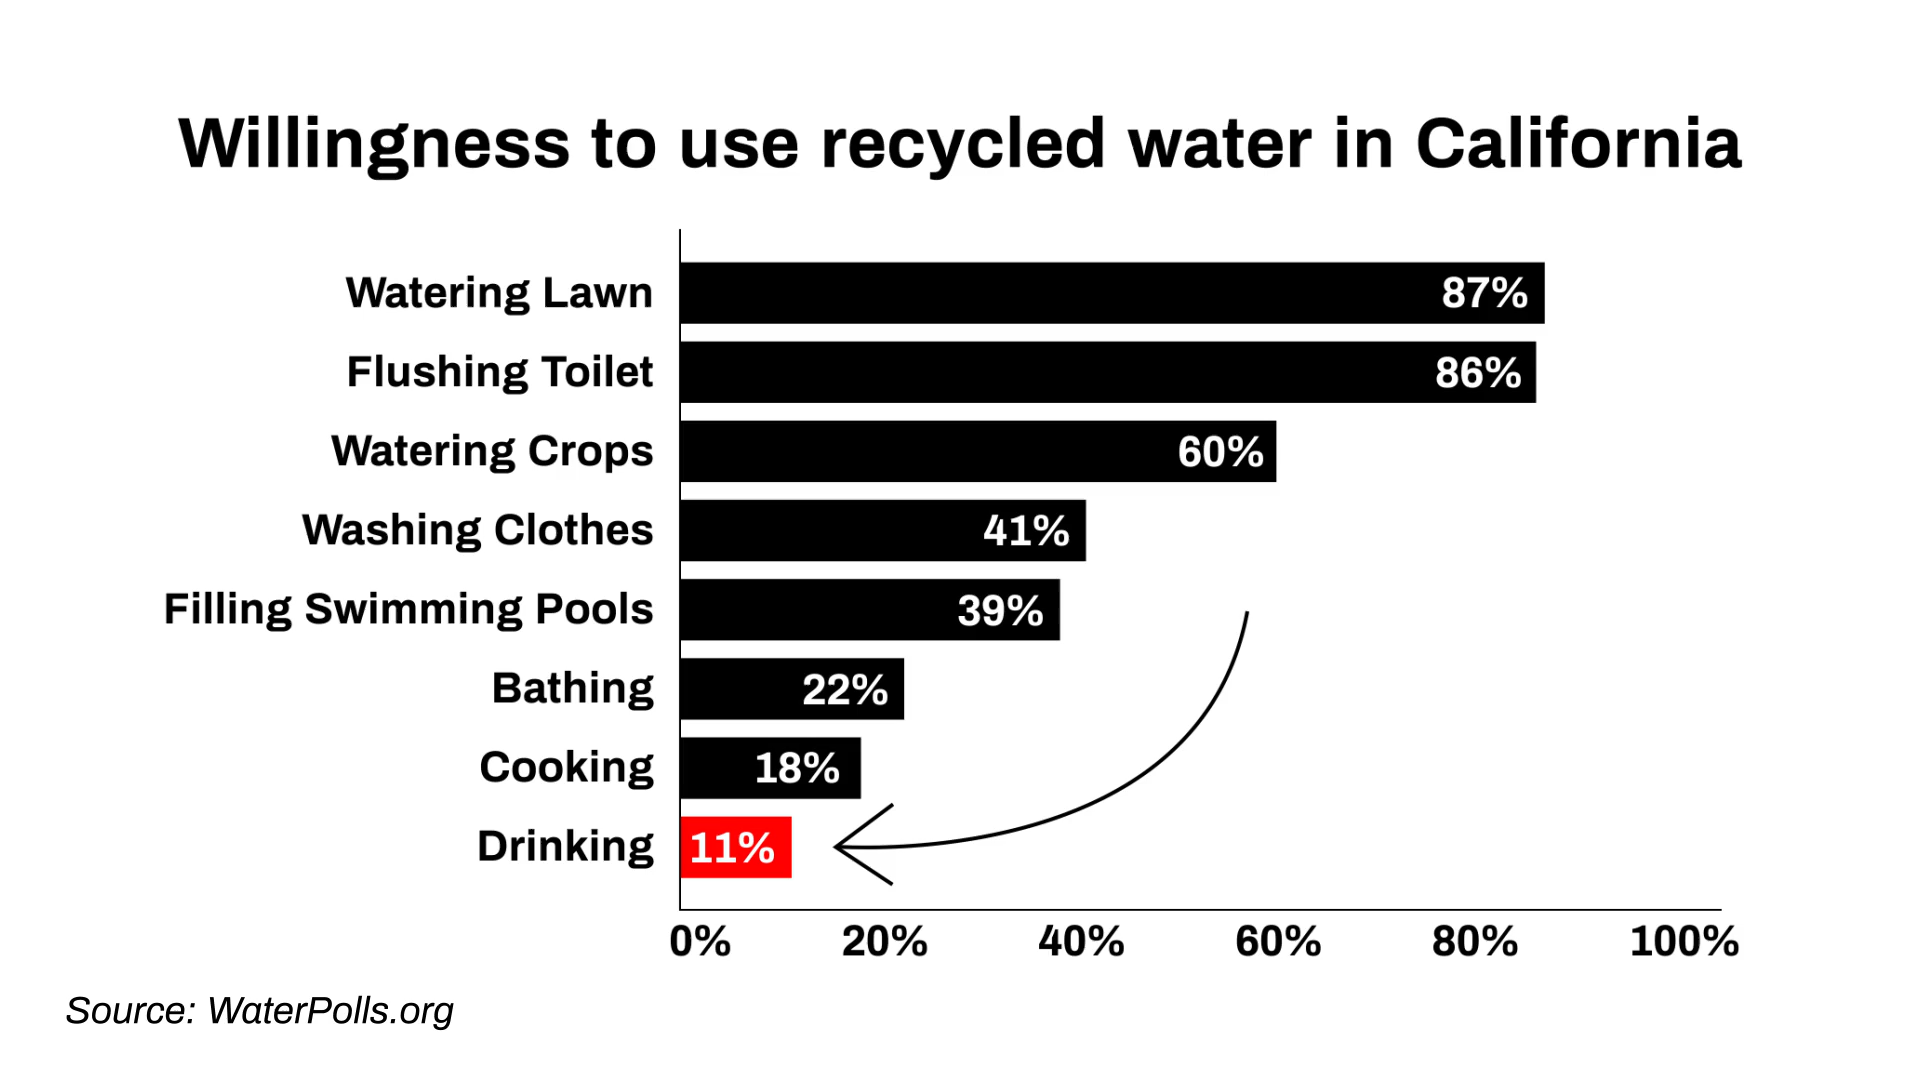 Willingness to use recycled water in California
Watering Lawn 87%
Flushing Toilet 86%
Watering Crops 60%
Washing Clothes 41%
Filling Swimming Pools 39%
Bathing 22%
Cooking 18%
Drinking 11%
0% 20% 40% 60% 80% 100%
Source: WaterPolls.org